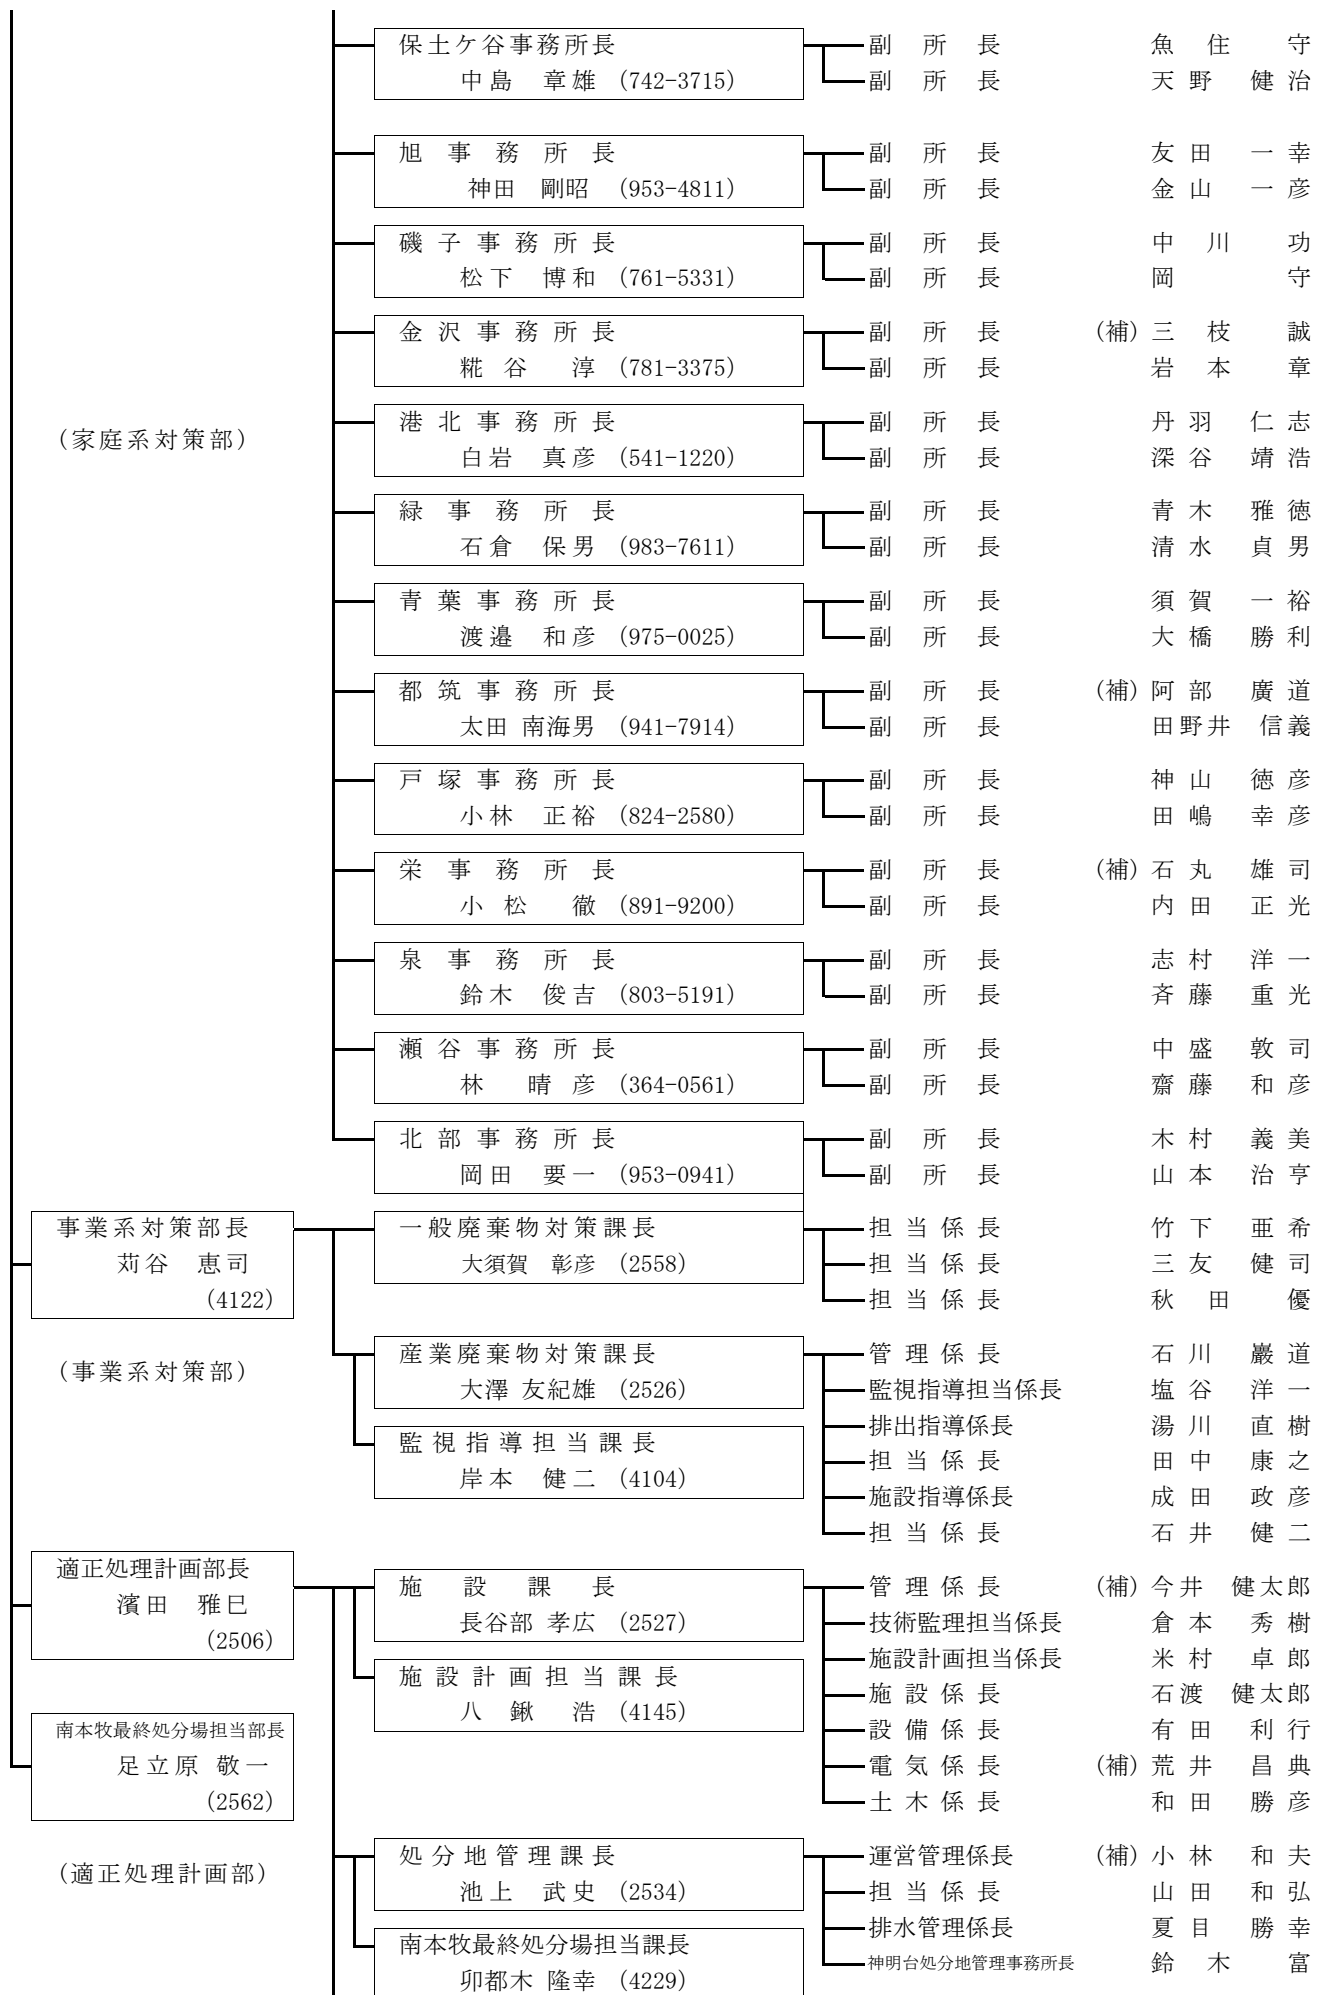 保土ケ谷事務所長 副所長 魚住 守
中島 章雄 (742-3715) 副所長 天野 健治
旭事務所長 副所長 友田 一幸
神田 剛昭 (953-4811) 副所長 金山 一彦
磯子事務所長 副所長 中川 功
松下 博和 (761-5331) 副所長 岡 守
金沢事務所長 副所長 (補) 三枝 誠
糀谷 淳 (781-3375) 副所長 岩本 章
港北事務所長 副所長 丹羽 仁志
(家庭系対策部)
白岩 真彦 (541-1220) 副所長 深谷 靖浩
緑事務所長 副所長 青木 雅徳
石倉 保男 (983-7611) 副所長 清水 貞男
青葉事務所長 副所長 須賀 一裕
渡邉 和彦 (975-0025) 副所長 大橋 勝利
都筑事務所長 副所長 (補) 阿部 廣道
太田 南海男 (941-7914) 副所長 田野井 信義
戸塚事務所長 副所長 神山 徳彦
小林 正裕 (824-2580) 副所長 田嶋 幸彦
栄事務所長 副所長 (補) 石丸 雄司
小松 徹 (891-9200) 副所長 内田 正光
泉事務所長 副所長 志村 洋一
鈴木 俊吉 (803-5191) 副所長 斉藤 重光
瀬谷事務所長 副所長 中盛 敦司
林 晴彦 (364-0561) 副所長 齋藤 和彦
北部事務所長 副所長 木村 義美
岡田 要一 (953-0941) 副所長 山本 治亨
事業系対策部長 一般廃棄物対策課長 担当係長 竹下 亜希
苅谷 恵司 大須賀 彰彦 (2558) 担当係長 三友 健司
(4122) 担当係長 秋田 優
産業廃棄物対策課長 管理係長 石川 巖道
(事業系対策部)
大澤 友紀雄 (2526) 監視指導担当係長 塩谷 洋一
排出指導係長 湯川 直樹
監視指導担当課長
担当係長 田中 康之
岸本 健二 (4104)
施設指導係長 成田 政彦
担当係長 石井 健二
適正処理計画部長
施設課長 管理係長 (補) 今井 健太郎
濱田 雅巳
長谷部 孝広 (2527) 技術監理担当係長 倉本 秀樹
(2506)
施設計画担当係長 米村 卓郎
施設計画担当課長
施設係長 石渡 健太郎
八鍬 浩 (4145)
南本牧最終処分場担当部長 設備係長 有田 利行
足立原 敬一 電気係長 (補) 荒井 昌典
(2562) 土木係長 和田 勝彦
処分地管理課長 運営管理係長 (補) 小林 和夫
(適正処理計画部)
池上 武史 (2534) 担当係長 山田 和弘
排水管理係長 夏目 勝幸
南本牧最終処分場担当課長
神明台処分地管理事務所長 鈴木 富
卯都木 隆幸 (4229)